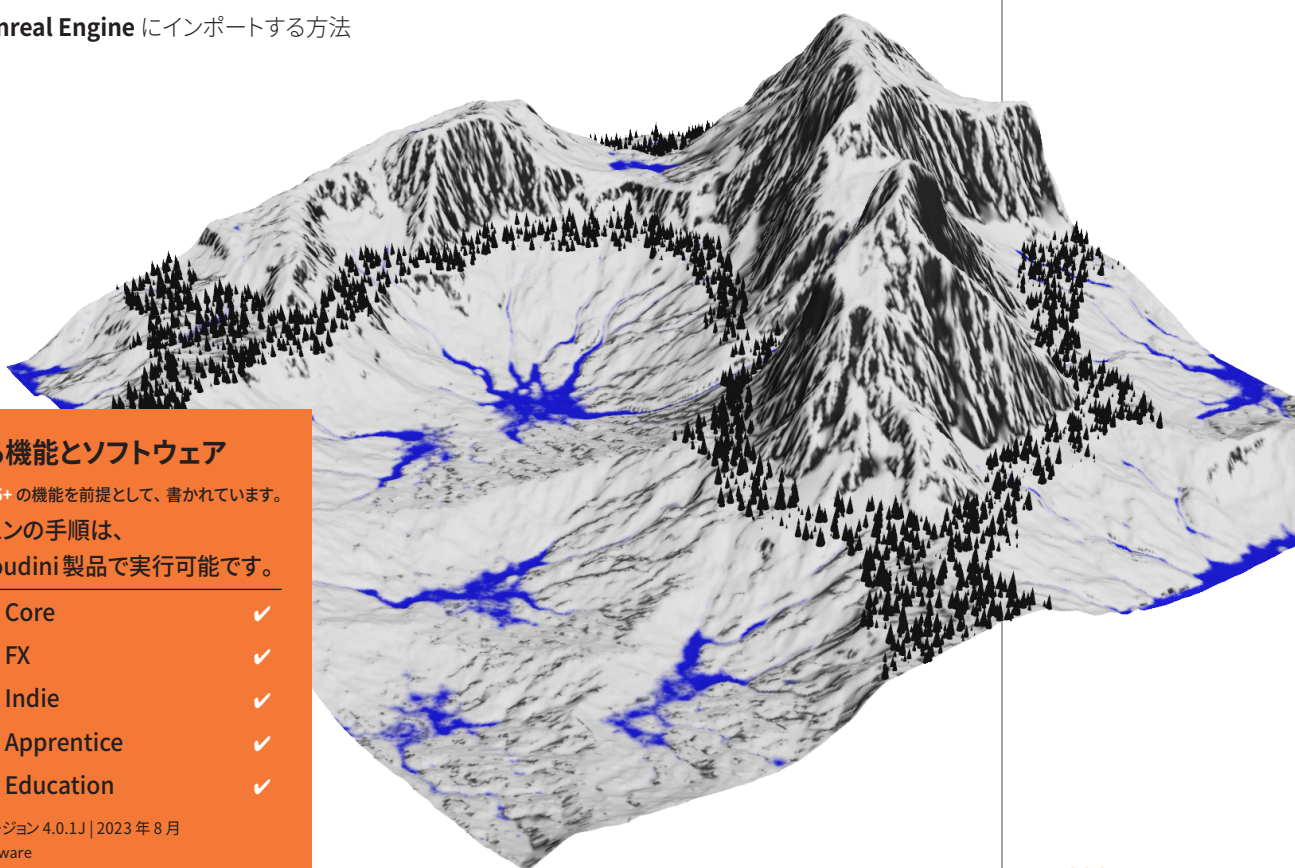 nreal Engine にインポートする方法
機能とソフトウェア
+ の機能を前提として、書かれています。
ンの手順は、
oudini 製品で実行可能です。
Core ✔
FX ✔
Indie ✔
Apprentice ✔
Education ✔
ジョン 4.0.1J | 2023 年 8 月
ware